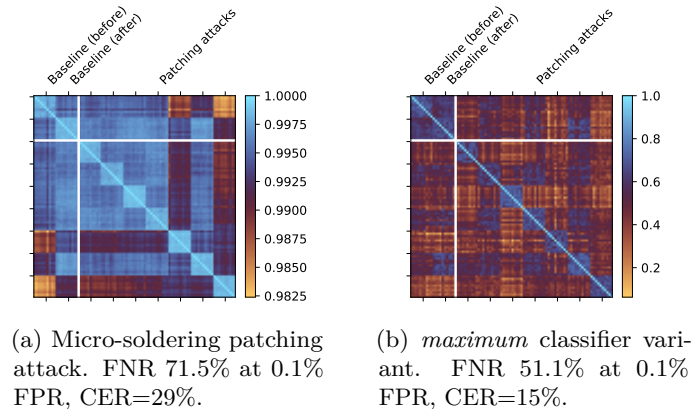 Baseline (before)
Baseline (after)
Patching attacks
1.0000
0.9975
0.9950
0.9925
0.9900
0.9875
0.9850
0.9825
Baseline (before)
Baseline (after)
Patching attacks
1.0
0.8
0.6
0.4
0.2
(a) Micro-soldering patching
attack. FNR 71.5% at 0.1%
FPR, CER=29%.
(b) maximum classifier vari-
ant. FNR 51.1% at 0.1%
FPR, CER=15%.